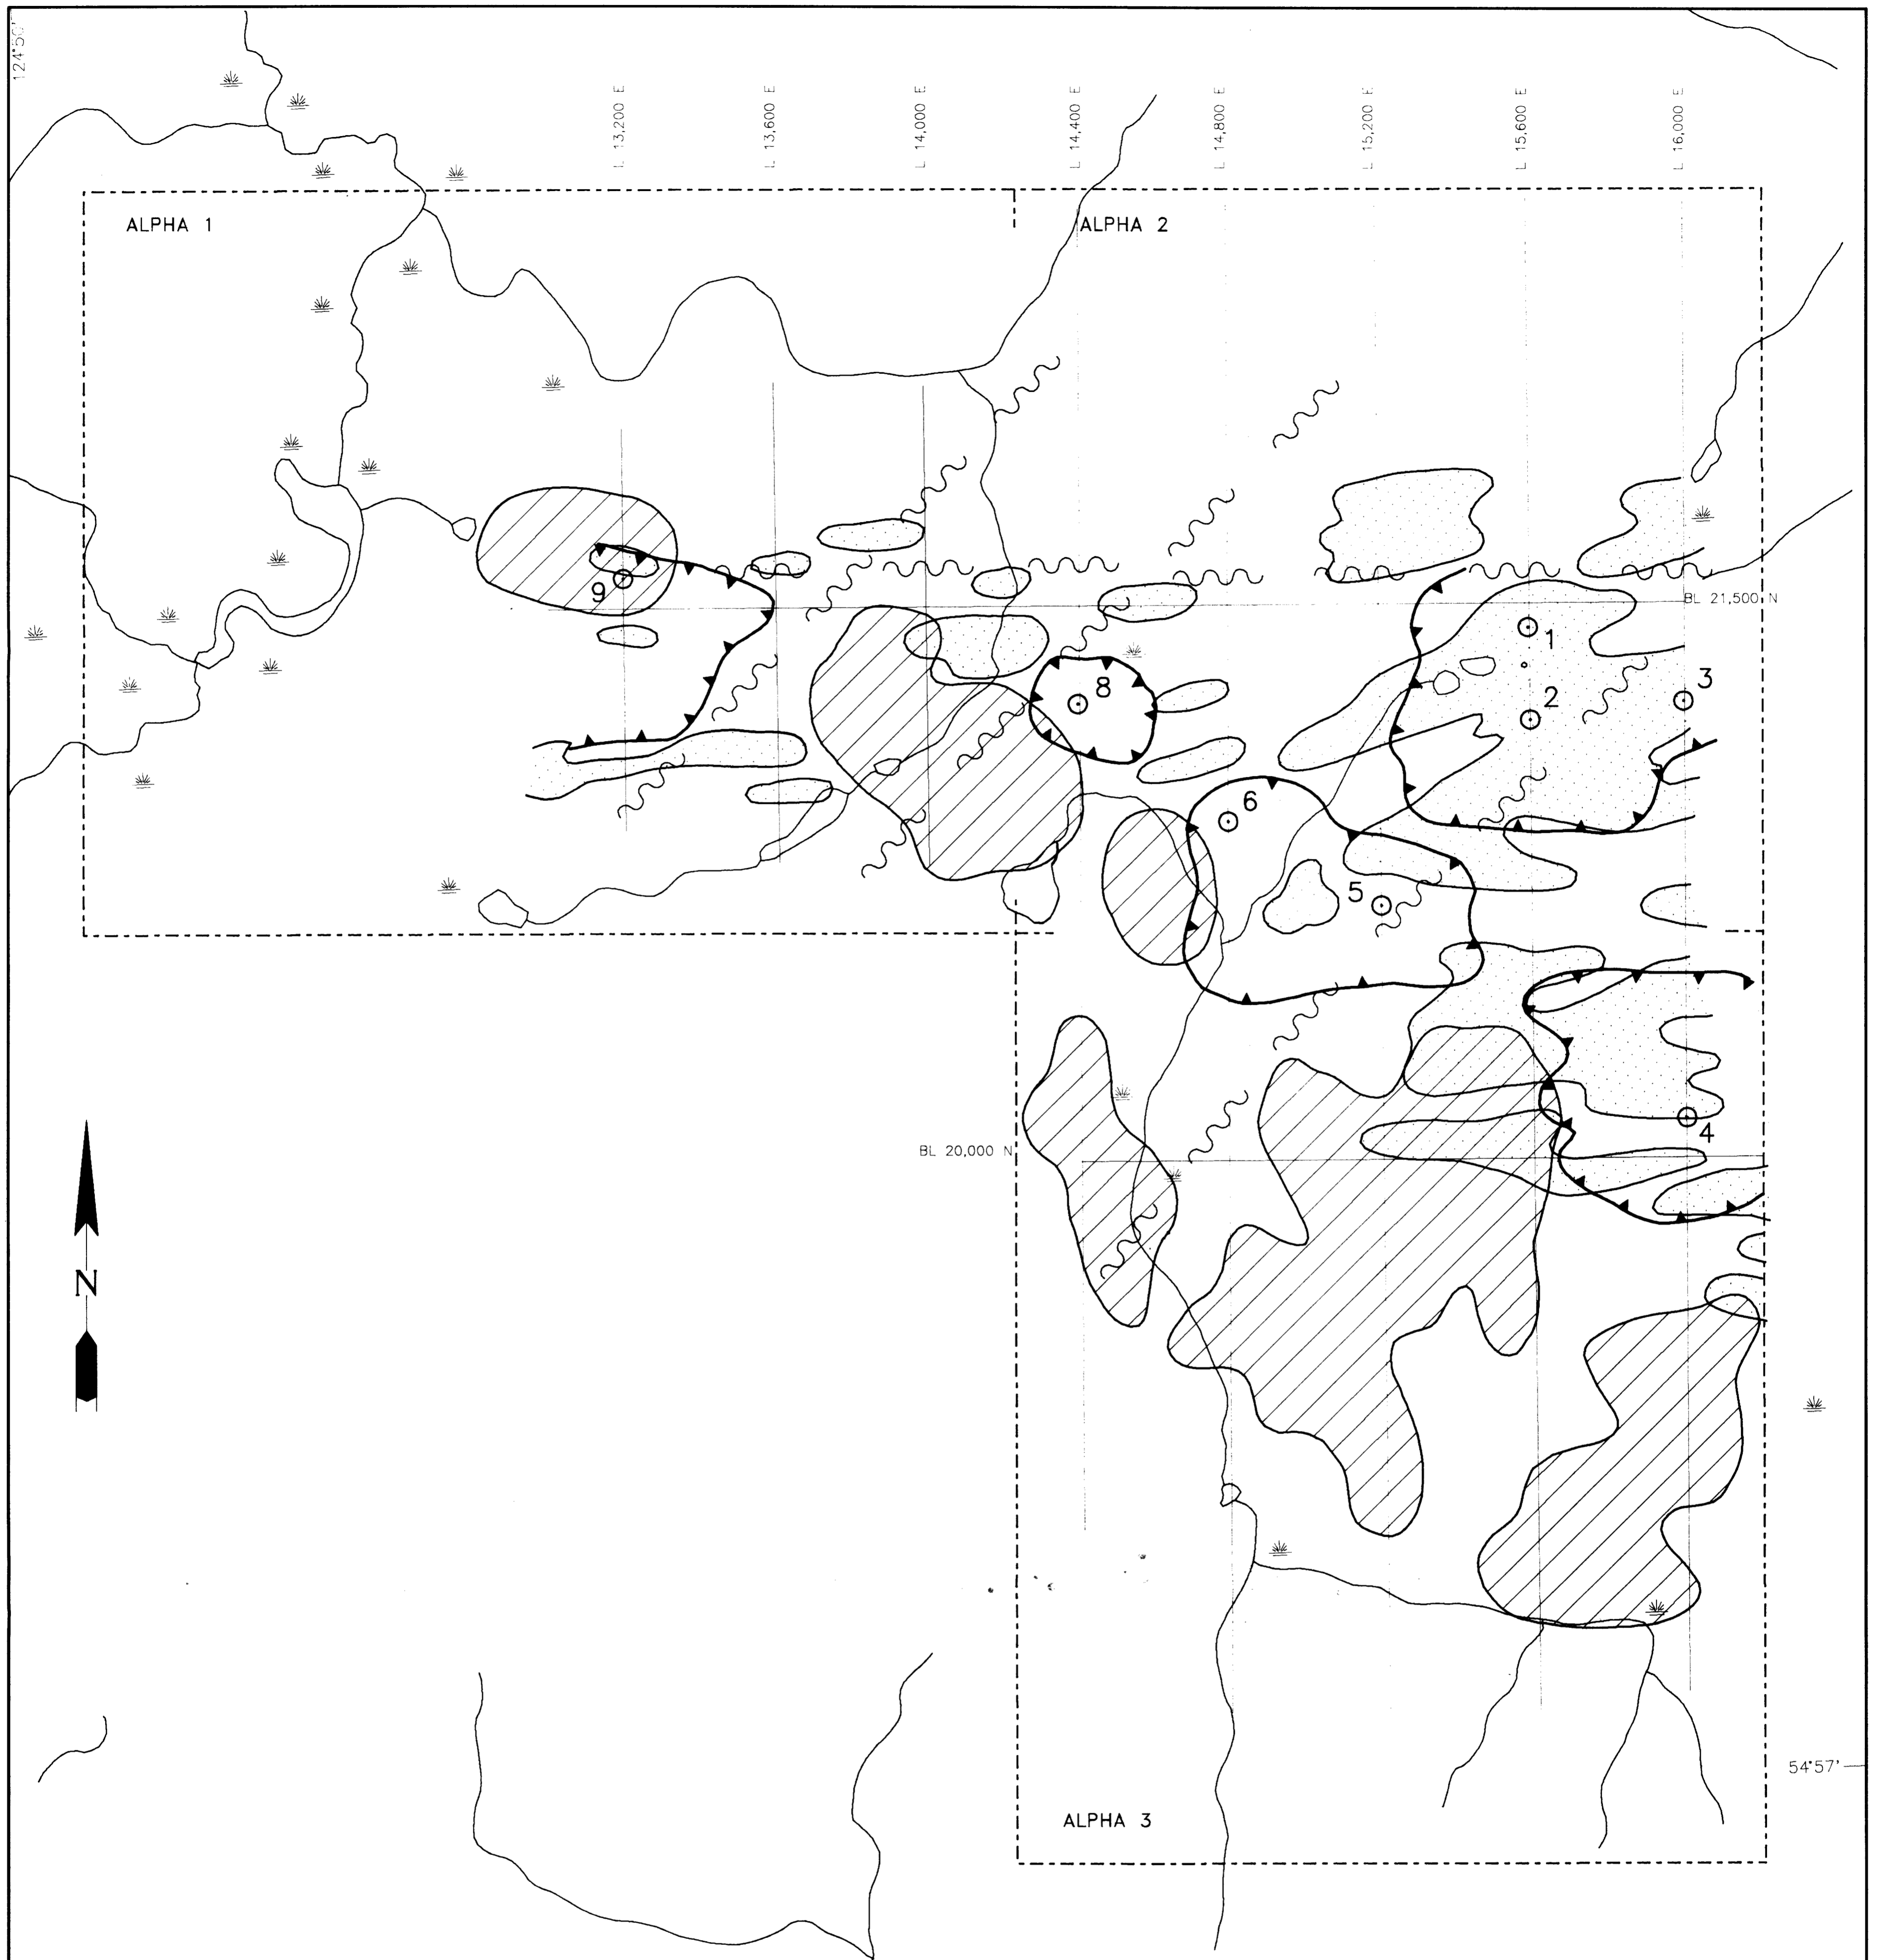 124°50'
L 13,200 E
L 13,600 E
L 14,000 E
L 14,400 E
L 14,800 E
L 15,200 E
L 15,600 E
L 16,000 E
ALPHA 1
ALPHA 2
9
BL 21,500 N
1
8
3
2
6
5
4
BL 20,000 N
N
54°57'
ALPHA 3